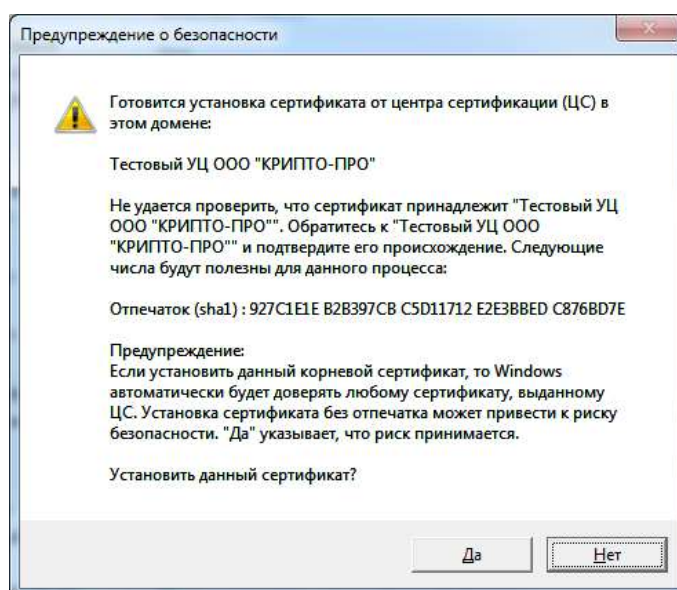 Предупреждение о безопасности
Готовится установка сертификата от центра сертификации (ЦС) в
этом домене:
Тестовый УЦ ООО "КРИПТО-ПРО"
Не удается проверить, что сертификат принадлежит "Тестовый УЦ
ООО "КРИПТО-ПРО"". Обратитесь к "Тестовый УЦ ООО
"КРИПТО-ПРО"" и подтвердите его происхождение. Следующие
числа будут полезны для данного процесса:
Отпечаток (sha1) : 927C1E1E B2B397CB C5D11712 E2E3BBED C876BD7E
Предупреждение:
Если установить данный корневой сертификат, то Windows
автоматически будет доверять любому сертификату, выданному
ЦС. Установка сертификата без отпечатка может привести к риску
безопасности. "Да" указывает, что риск принимается.
Установить данный сертификат?
Да
Нет